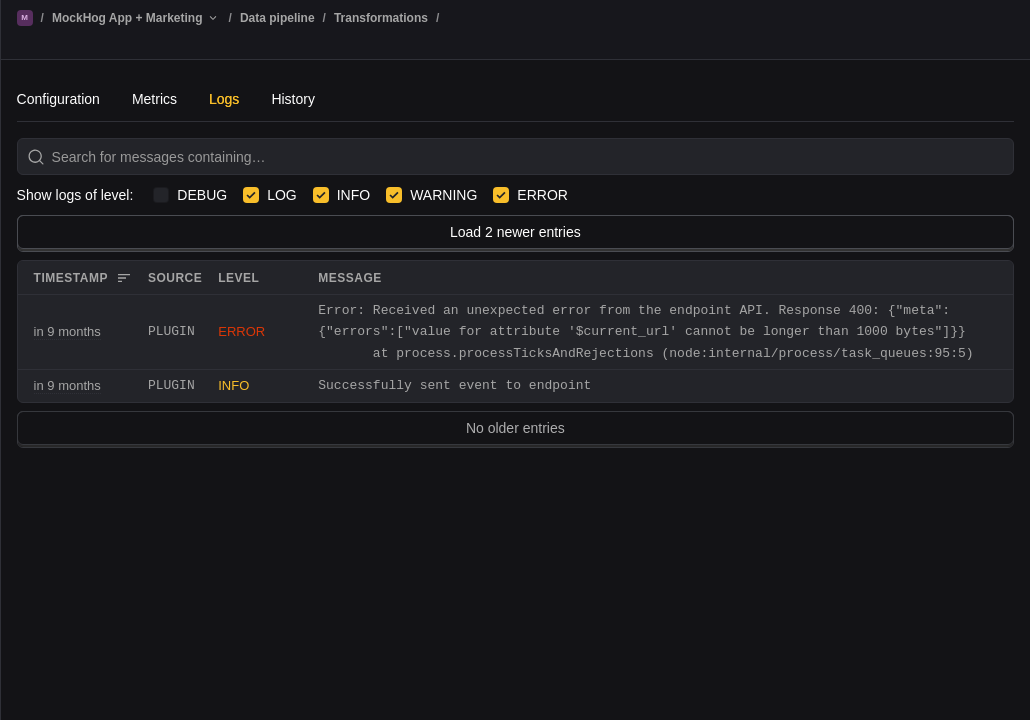 M / MockHog App + Marketing / Data pipeline / Transformations /
Configuration Metrics Logs History
Search for messages containing…
Show logs of level: DEBUG LOG INFO WARNING ERROR
Load 2 newer entries
TIMESTAMP SOURCE LEVEL MESSAGE
Error: Received an unexpected error from the endpoint API. Response 400: {"meta":
in 9 months PLUGIN ERROR {"errors":["value for attribute '$current_url' cannot be longer than 1000 bytes"]}}
at process.processTicksAndRejections (node:internal/process/task_queues:95:5)
in 9 months PLUGIN INFO Successfully sent event to endpoint
No older entries